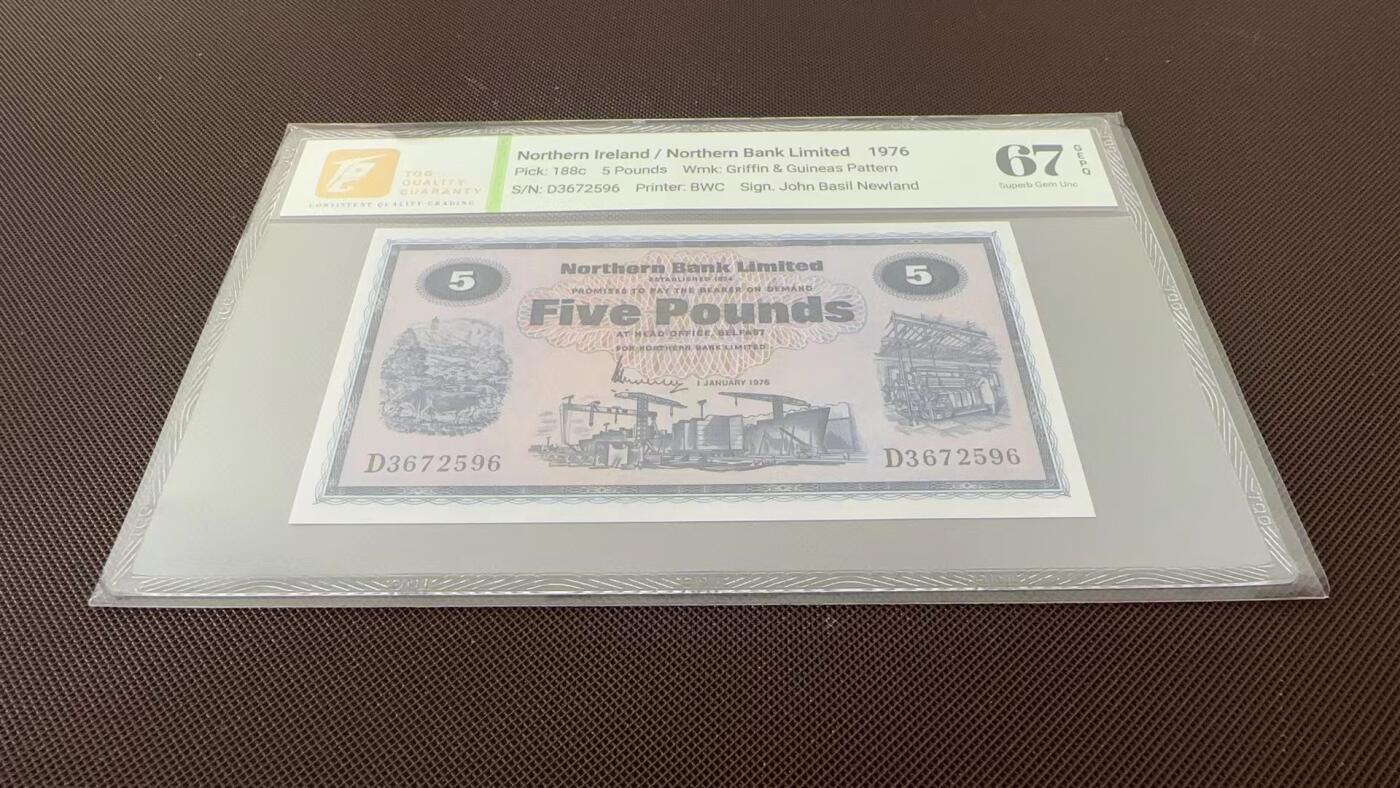 TQG
QUALITY
GUARANTY
CONSISTENT QUALITY GRADING
Northern Ireland / Northern Bank Limited 1976
Pick: 188c 5 Pounds Wmk: Griffin & Guineas Pattern
S/N: D3672596 Printer: BWC Sign. John Basil Newland
67
GEPQ
Superb Gem Unc
5
Northern Bank Limited
5
ESTABLISHED 1824
PROMISES TO PAY THE BEARER ON DEMAND
Five Pounds
AT HEAD OFFICE, BELFAST
FOR NORTHERN BANK LIMITED
1 JANUARY 1976
D3672596
D3672596